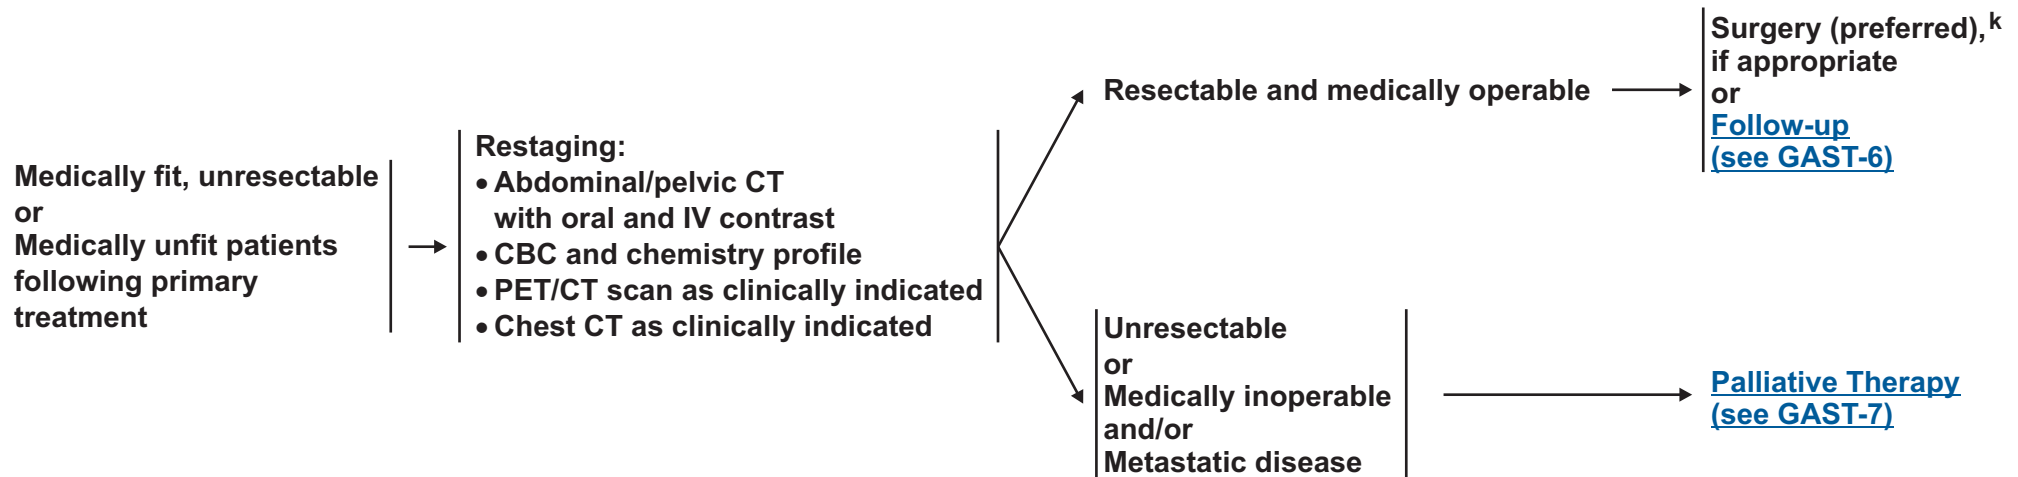 Medically fit, unresectable
or
Medically unfit patients
following primary
treatment
Restaging:
• Abdominal/pelvic CT
with oral and IV contrast
• CBC and chemistry profile
• PET/CT scan as clinically indicated
• Chest CT as clinically indicated
Resectable and medically operable
Surgery (preferred),k
if appropriate
or
Follow-up
(see GAST-6)
Unresectable
or
Medically inoperable
and/or
Metastatic disease
Palliative Therapy
(see GAST-7)